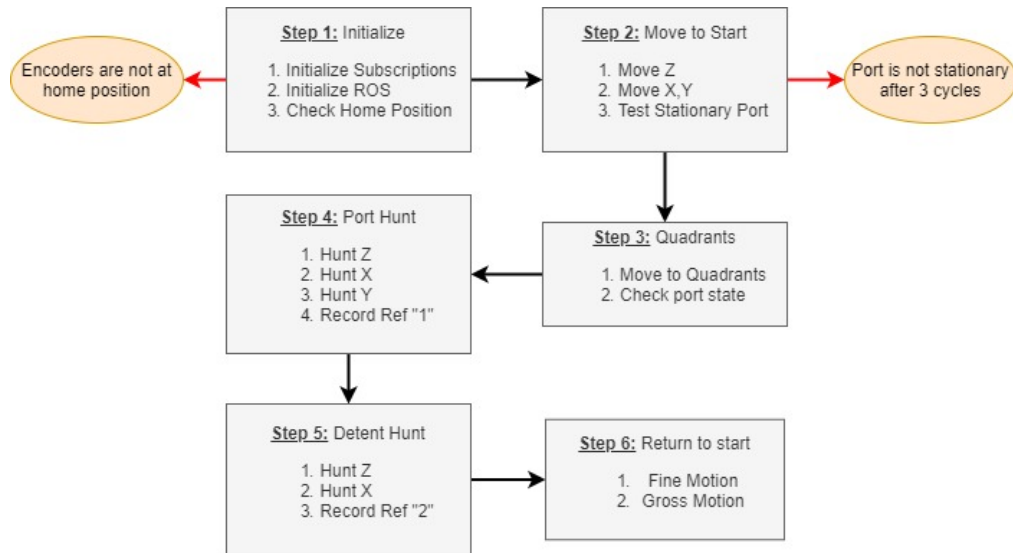 Encoders are not at
home position
Step 1: Initialize
1. Initialize Subscriptions
2. Initialize ROS
3. Check Home Position
Step 2: Move to Start
1. Move Z
2. Move X,Y
3. Test Stationary Port
Port is not stationary
after 3 cycles
Step 3: Quadrants
1. Move to Quadrants
2. Check port state
Step 4: Port Hunt
1. Hunt Z
2. Hunt X
3. Hunt Y
4. Record Ref "1"
Step 5: Detent Hunt
1. Hunt Z
2. Hunt X
3. Record Ref "2"
Step 6: Return to start
1. Fine Motion
2. Gross Motion